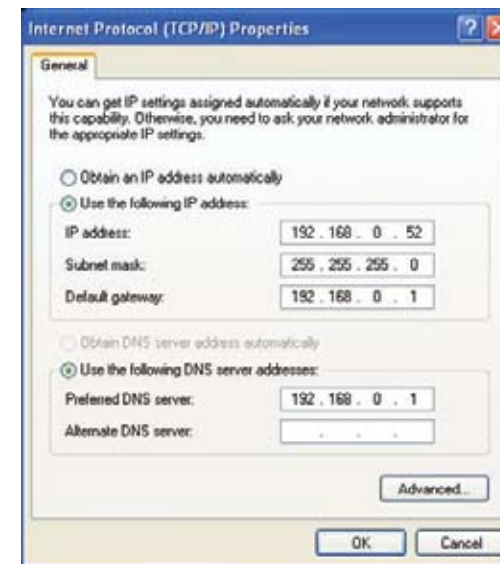 Internet Protocol (TCP/IP) Properties
General
You can get IP settings assigned automatically if your network supports
this capability. Otherwise, you need to ask your network administrator for
the appropriate IP settings.
Obtain an IP address automatically
Use the following IP address:
IP address: 192 . 168 . 0 . 52
Subnet mask: 255 . 255 . 255 . 0
Default gateway: 192 . 168 . 0 . 1
Obtain DNS server address automatically
Use the following DNS server addresses:
Preferred DNS server: 192 . 168 . 0 . 1
Alternate DNS server: . . .
Advanced...
OK Cancel